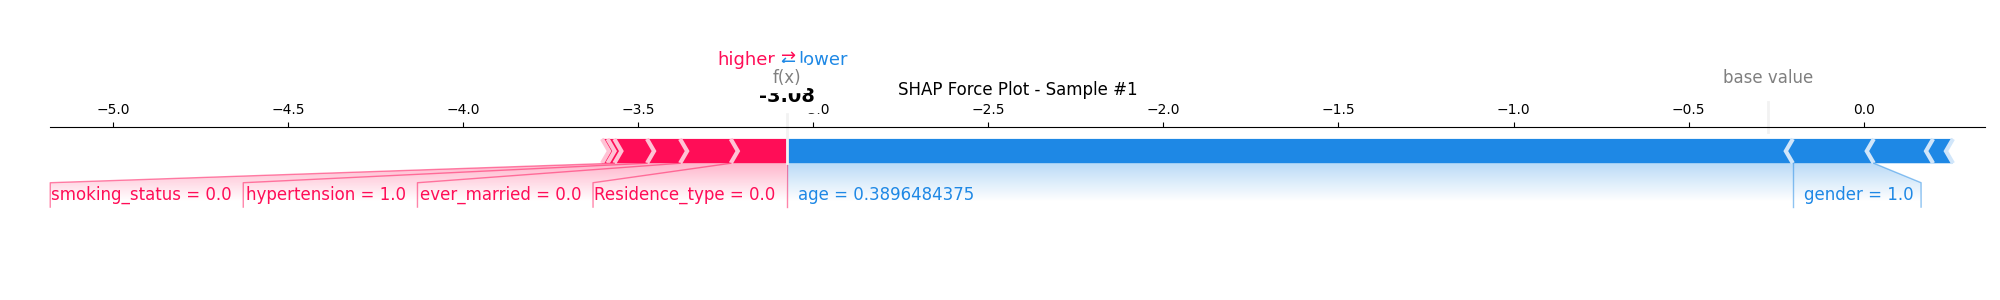 higher ⇄ lower
f(x)
base value
SHAP Force Plot - Sample #1
-3.08
−5.0 −4.5 −4.0 −3.5 0 −2.5 −2.0 −1.5 −1.0 −0.5 0.0
smoking_status = 0.0 hypertension = 1.0 ever_married = 0.0 Residence_type = 0.0 age = 0.3896484375 gender = 1.0